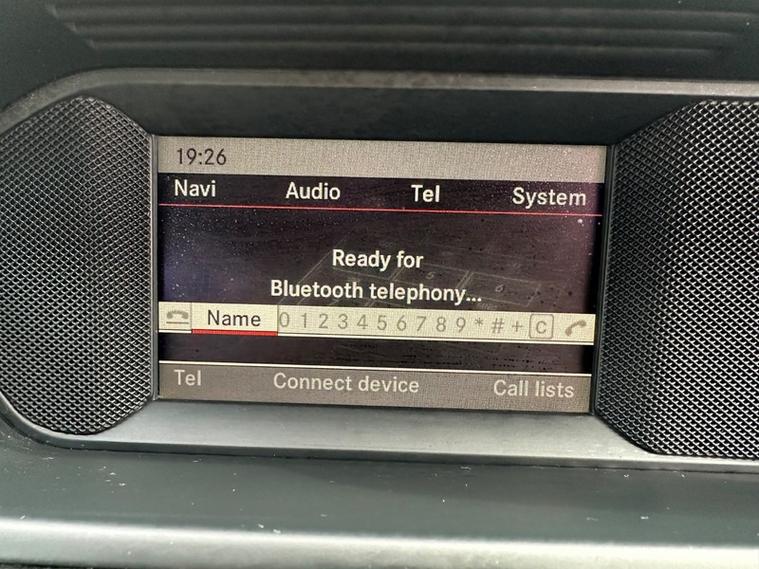 19:26
Navi Audio Tel System
Ready for
Bluetooth telephony...
Name 0 1 2 3 4 5 6 7 8 9 * # + C
Tel Connect device Call lists